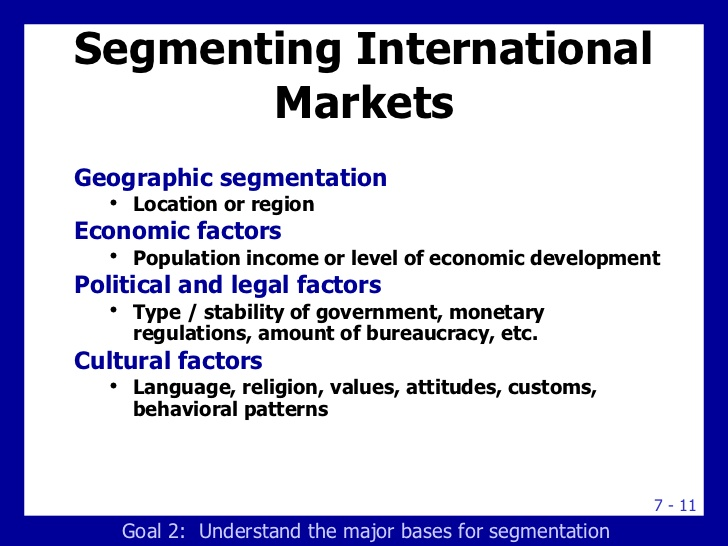 Segmenting International
Markets
Geographic segmentation
• Location or region
Economic factors
• Population income or level of economic development
Political and legal factors
• Type / stability of government, monetary
regulations, amount of bureaucracy, etc.
Cultural factors
• Language, religion, values, attitudes, customs,
behavioral patterns
7 - 11
Goal 2:  Understand the major bases for segmentation